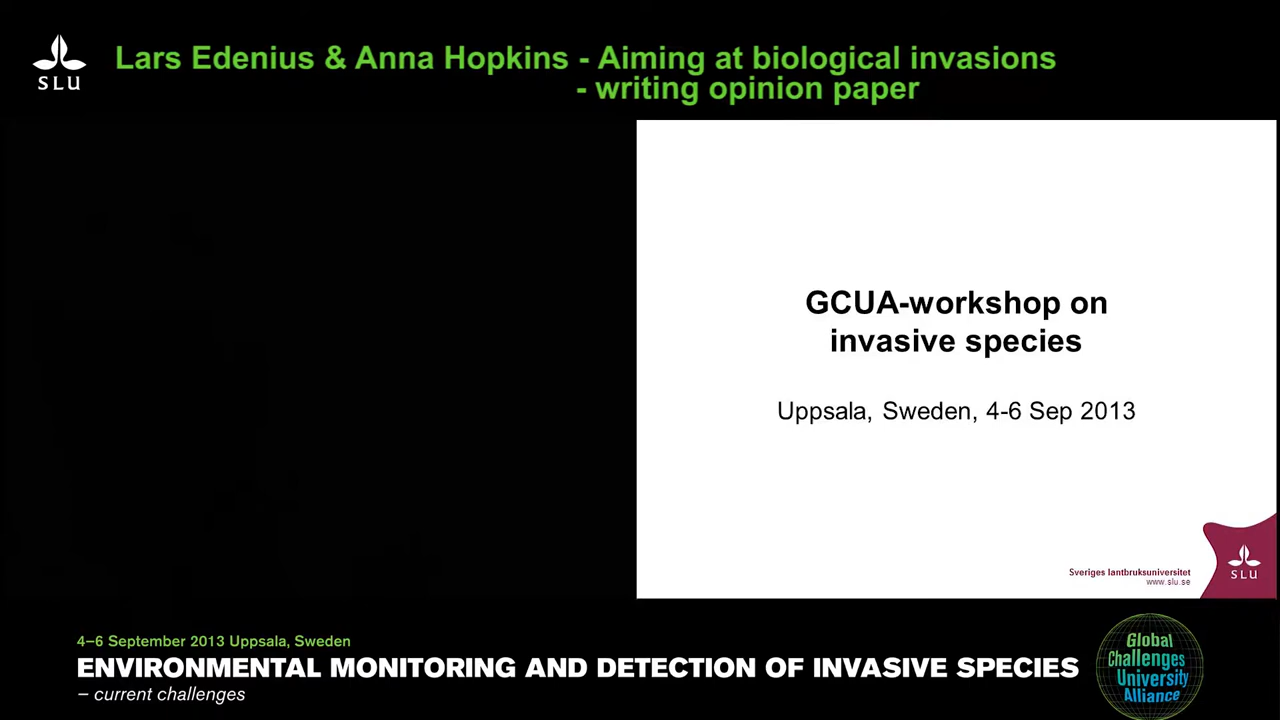 SLU
Lars Edenius & Anna Hopkins - Aiming at biological invasions
- writing opinion paper
GCUA-workshop on
invasive species
Uppsala, Sweden, 4-6 Sep 2013
Sveriges lantbruksuniversitet
www.slu.se
SLU
4–6 September 2013 Uppsala, Sweden
ENVIRONMENTAL MONITORING AND DETECTION OF INVASIVE SPECIES
– current challenges
Global
Challenges
University
Alliance